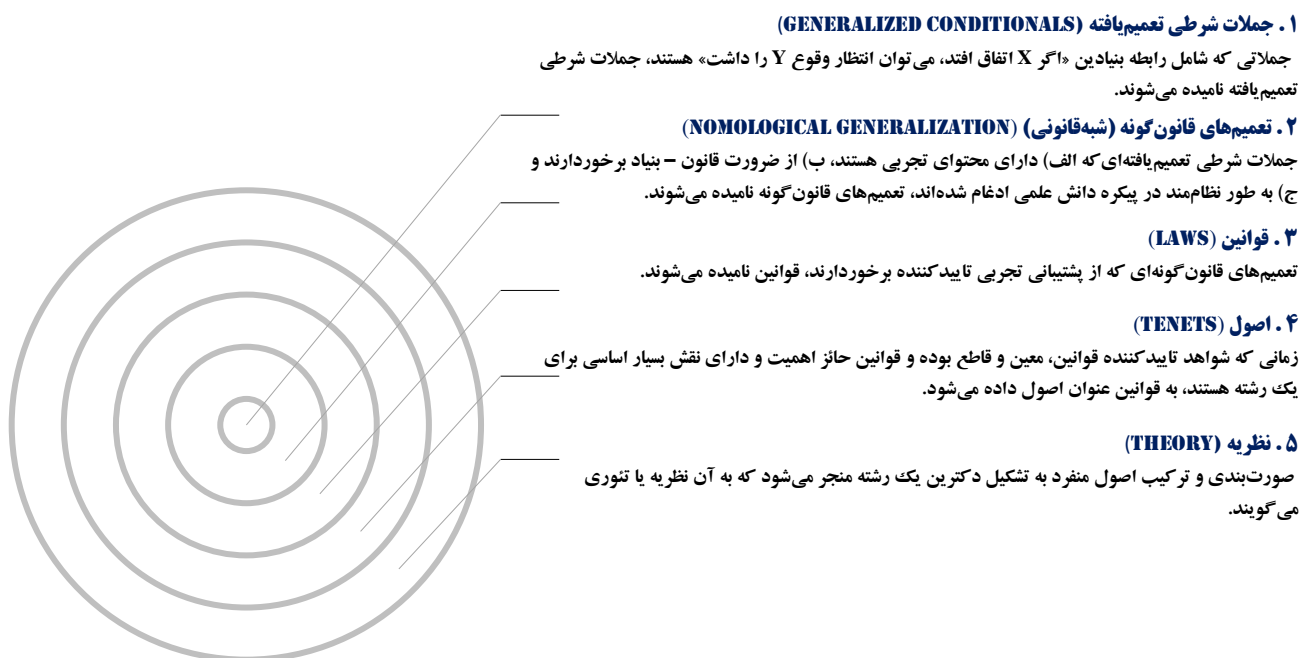 ۱. جملات شرطی تعمیم‌یافته (GENERALIZED CONDITIONALS)
جملاتی که شامل رابطه بنیادین «اگر X اتفاق افتد، می‌توان انتظار وقوع Y را داشت» هستند، جملات شرطی
تعمیم‌یافته نامیده می‌شوند.
۲. تعمیم‌های قانون‌گونه (شبه‌قانونی) (NOMOLOGICAL GENERALIZATION)
جملات شرطی تعمیم‌یافته‌ای‌که الف) دارای محتوای تجربی هستند، ب) از ضرورت قانون – بنیاد برخوردارند و
ج) به طور نظام‌مند در پیکره دانش علمی ادغام شده‌اند، تعمیم‌های قانون‌گونه نامیده می‌شوند.
۳. قوانین (LAWS)
تعمیم‌های قانون‌گونه‌ای که از پشتیبانی تجربی تاییدکننده برخوردارند، قوانین نامیده می‌شوند.
۴. اصول (TENETS)
زمانی که شواهد تاییدکننده قوانین، معین و قاطع بوده و قوانین حائز اهمیت و دارای نقش بسیار اساسی برای
یک رشته هستند، به قوانین عنوان اصول داده می‌شود.
۵. نظریه (THEORY)
صورت‌بندی و ترکیب اصول منفرد به تشکیل دکترین یک رشته منجر می‌شود که به آن نظریه یا تئوری
می‌گویند.